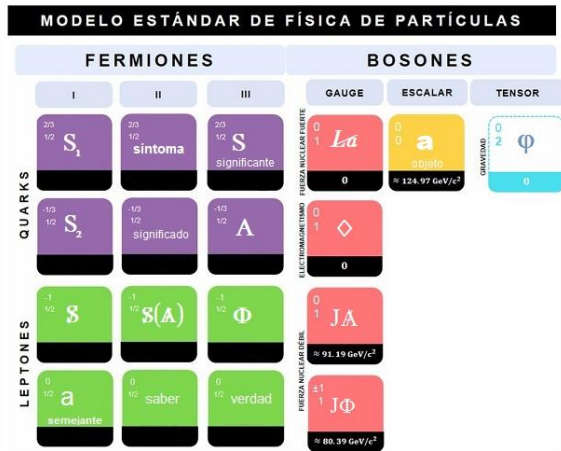 MODELO ESTÁNDAR DE FÍSICA DE PARTÍCULAS
FERMIONES
BOSONES
I
II
III
GAUGE
ESCALAR
TENSOR
QUARKS
2/3
1/2
S₁
2/3
1/2
síntoma
2/3
1/2
S
significante
FUERZA NUCLEAR FUERTE
0
1
0
0
0
a
objeto
≈ 124.97 GeV/c²
GRAVEDAD
0
2
φ
0
-1/3
1/2
S₂
-1/3
1/2
significado
-1/3
1/2
A
ELECTROMAGNETISMO
0
1
◇
0
LEPTONES
-1
1/2
$
-1
1/2
S(Ⱥ)
-1
1/2
Φ
FUERZA NUCLEAR DÉBIL
0
1
JȺ
≈ 91.19 GeV/c²
0
1/2
a
semejante
0
1/2
saber
0
1/2
verdad
±1
1
JΦ
≈ 80.39 GeV/c²